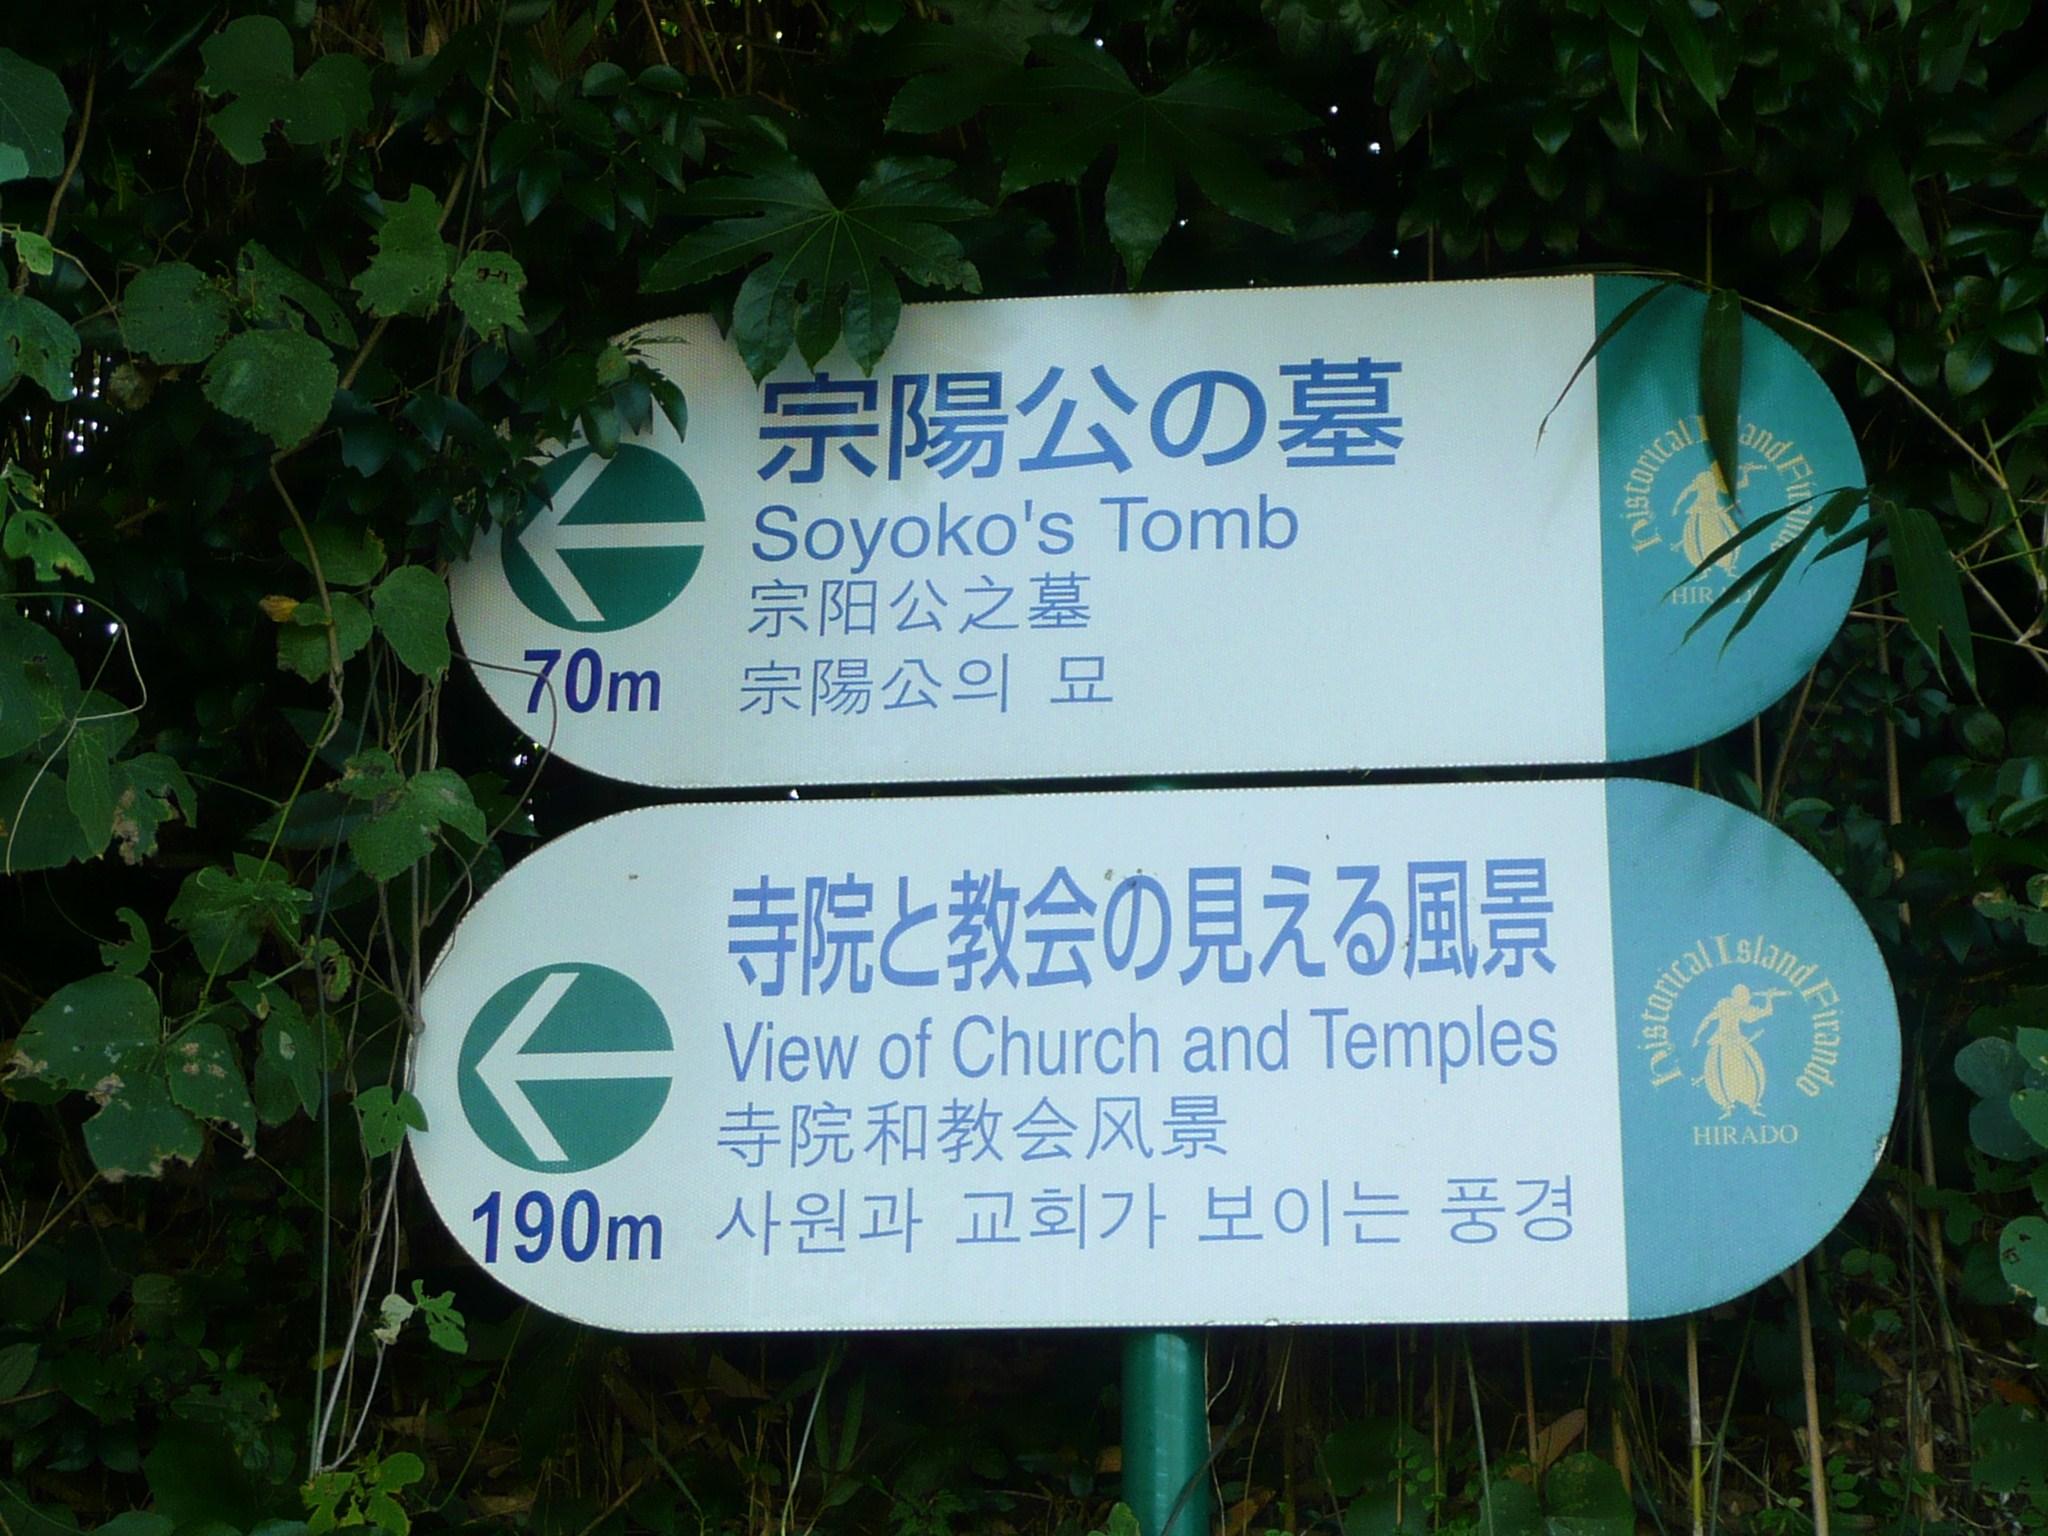 宗陽公の墓
Soyoko's Tomb
宗阳公之墓
宗陽公의 묘
70m
Historical Island Firando
HIRADO
寺院と教会の見える風景
View of Church and Temples
寺院和教会风景
사원과 교회가 보이는 풍경
190m
Historical Island Firando
HIRADO